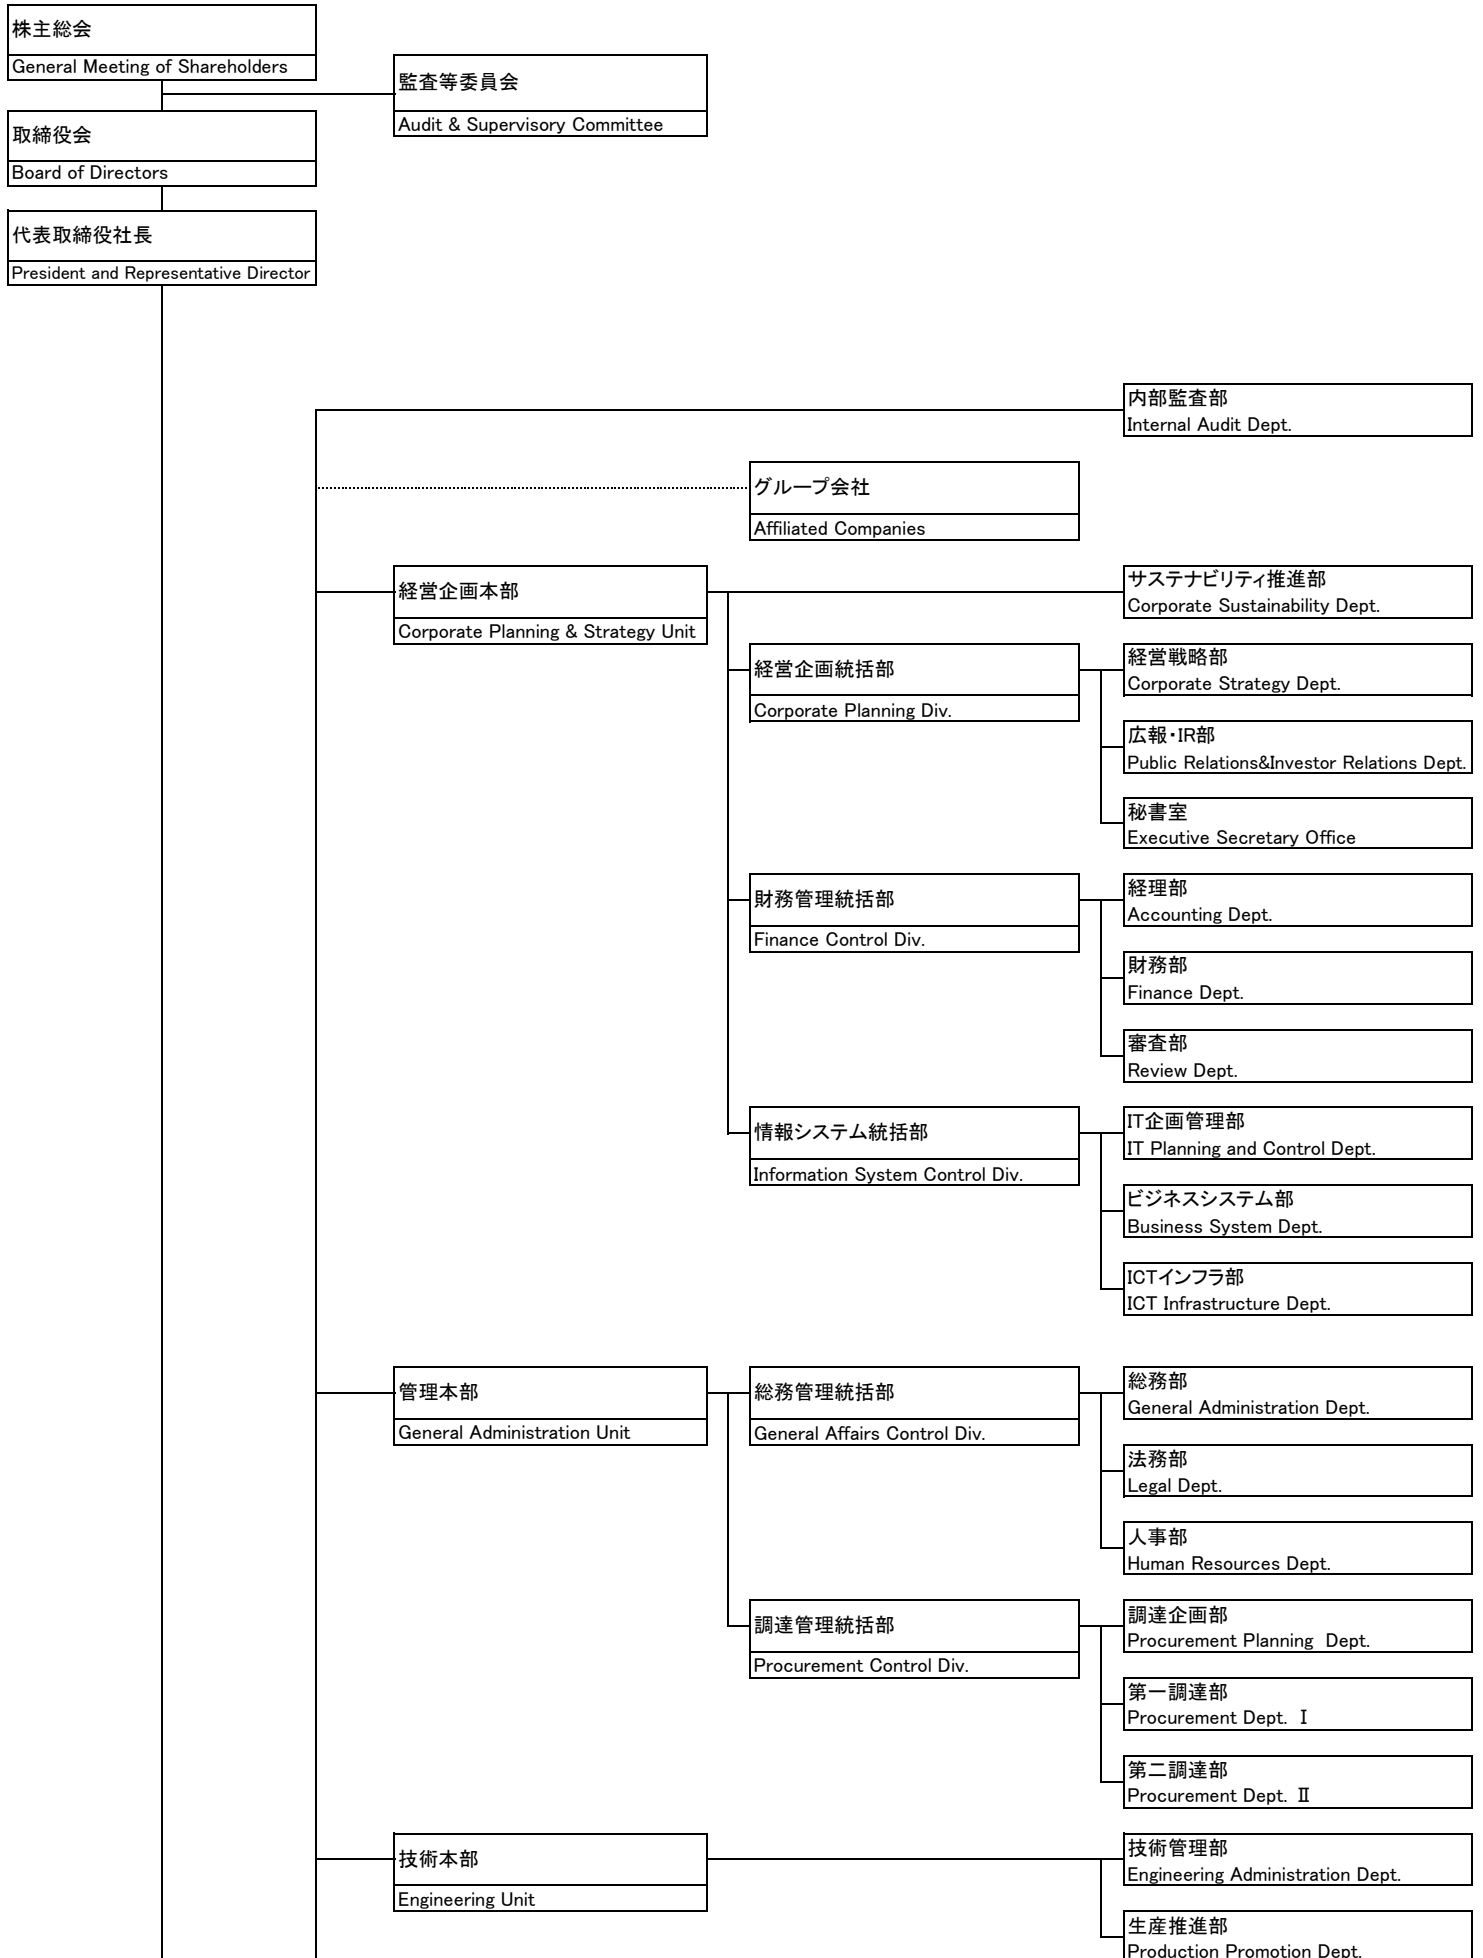 株主総会
General Meeting of Shareholders
監査等委員会
Audit & Supervisory Committee
取締役会
Board of Directors
代表取締役社長
President and Representative Director
内部監査部
Internal Audit Dept.
グループ会社
Affiliated Companies
経営企画本部
Corporate Planning & Strategy Unit
サステナビリティ推進部
Corporate Sustainability Dept.
経営企画統括部
Corporate Planning Div.
経営戦略部
Corporate Strategy Dept.
広報・IR部
Public Relations&Investor Relations Dept.
秘書室
Executive Secretary Office
財務管理統括部
Finance Control Div.
経理部
Accounting Dept.
財務部
Finance Dept.
審査部
Review Dept.
情報システム統括部
Information System Control Div.
IT企画管理部
IT Planning and Control Dept.
ビジネスシステム部
Business System Dept.
ICTインフラ部
ICT Infrastructure Dept.
管理本部
General Administration Unit
総務管理統括部
General Affairs Control Div.
総務部
General Administration Dept.
法務部
Legal Dept.
人事部
Human Resources Dept.
調達管理統括部
Procurement Control Div.
調達企画部
Procurement Planning Dept.
第一調達部
Procurement Dept. Ⅰ
第二調達部
Procurement Dept. Ⅱ
技術本部
Engineering Unit
技術管理部
Engineering Administration Dept.
生産推進部
Production Promotion Dept.